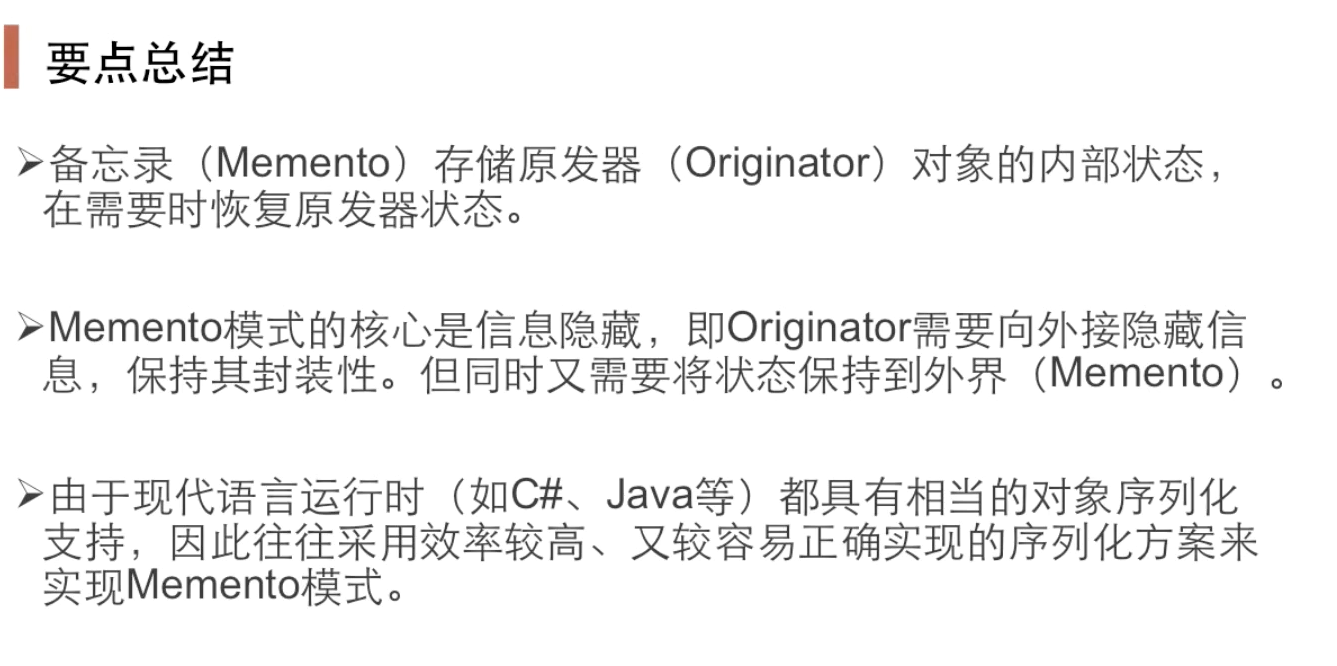 要点总结
➢备忘录（Memento）存储原发器（Originator）对象的内部状态，
在需要时恢复原发器状态。
➢Memento模式的核心是信息隐藏，即Originator需要向外接隐藏信
息，保持其封装性。但同时又需要将状态保持到外界（Memento）。
➢由于现代语言运行时（如C#、Java等）都具有相当的对象序列化
支持，因此往往采用效率较高、又较容易正确实现的序列化方案来
实现Memento模式。